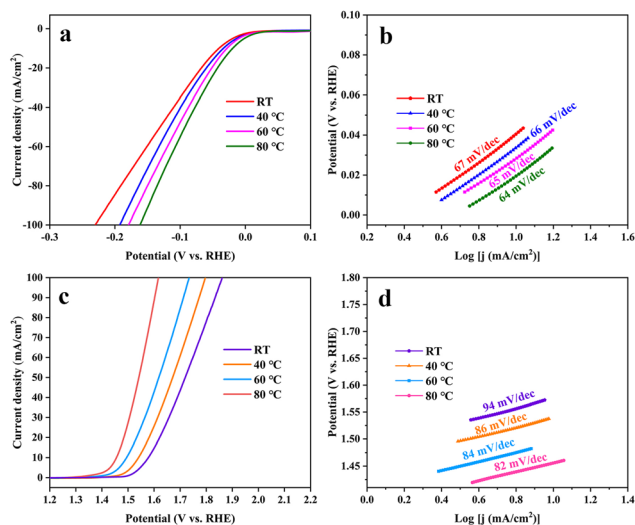 a
0
-20
-40
-60
-80
-100
-0.3 -0.2 -0.1 0.0 0.1
Current density (mA/cm²)
Potential (V vs. RHE)
RT
40 °C
60 °C
80 °C
b
0.10
0.08
0.06
0.04
0.02
0.00
0.2 0.4 0.6 0.8 1.0 1.2 1.4 1.6
Potential (V vs. RHE)
Log [j (mA/cm²)]
RT
40 °C
60 °C
80 °C
67 mV/dec
66 mV/dec
65 mV/dec
64 mV/dec
c
100
90
80
70
60
50
40
30
20
10
0
1.2 1.3 1.4 1.5 1.6 1.7 1.8 1.9 2.0 2.1 2.2
Current density (mA/cm²)
Potential (V vs. RHE)
RT
40 °C
60 °C
80 °C
d
1.80
1.75
1.70
1.65
1.60
1.55
1.50
1.45
0.0 0.4 0.8 1.2 1.6
Potential (V vs. RHE)
Log [j (mA/cm²)]
RT
40 °C
60 °C
80 °C
94 mV/dec
86 mV/dec
84 mV/dec
82 mV/dec